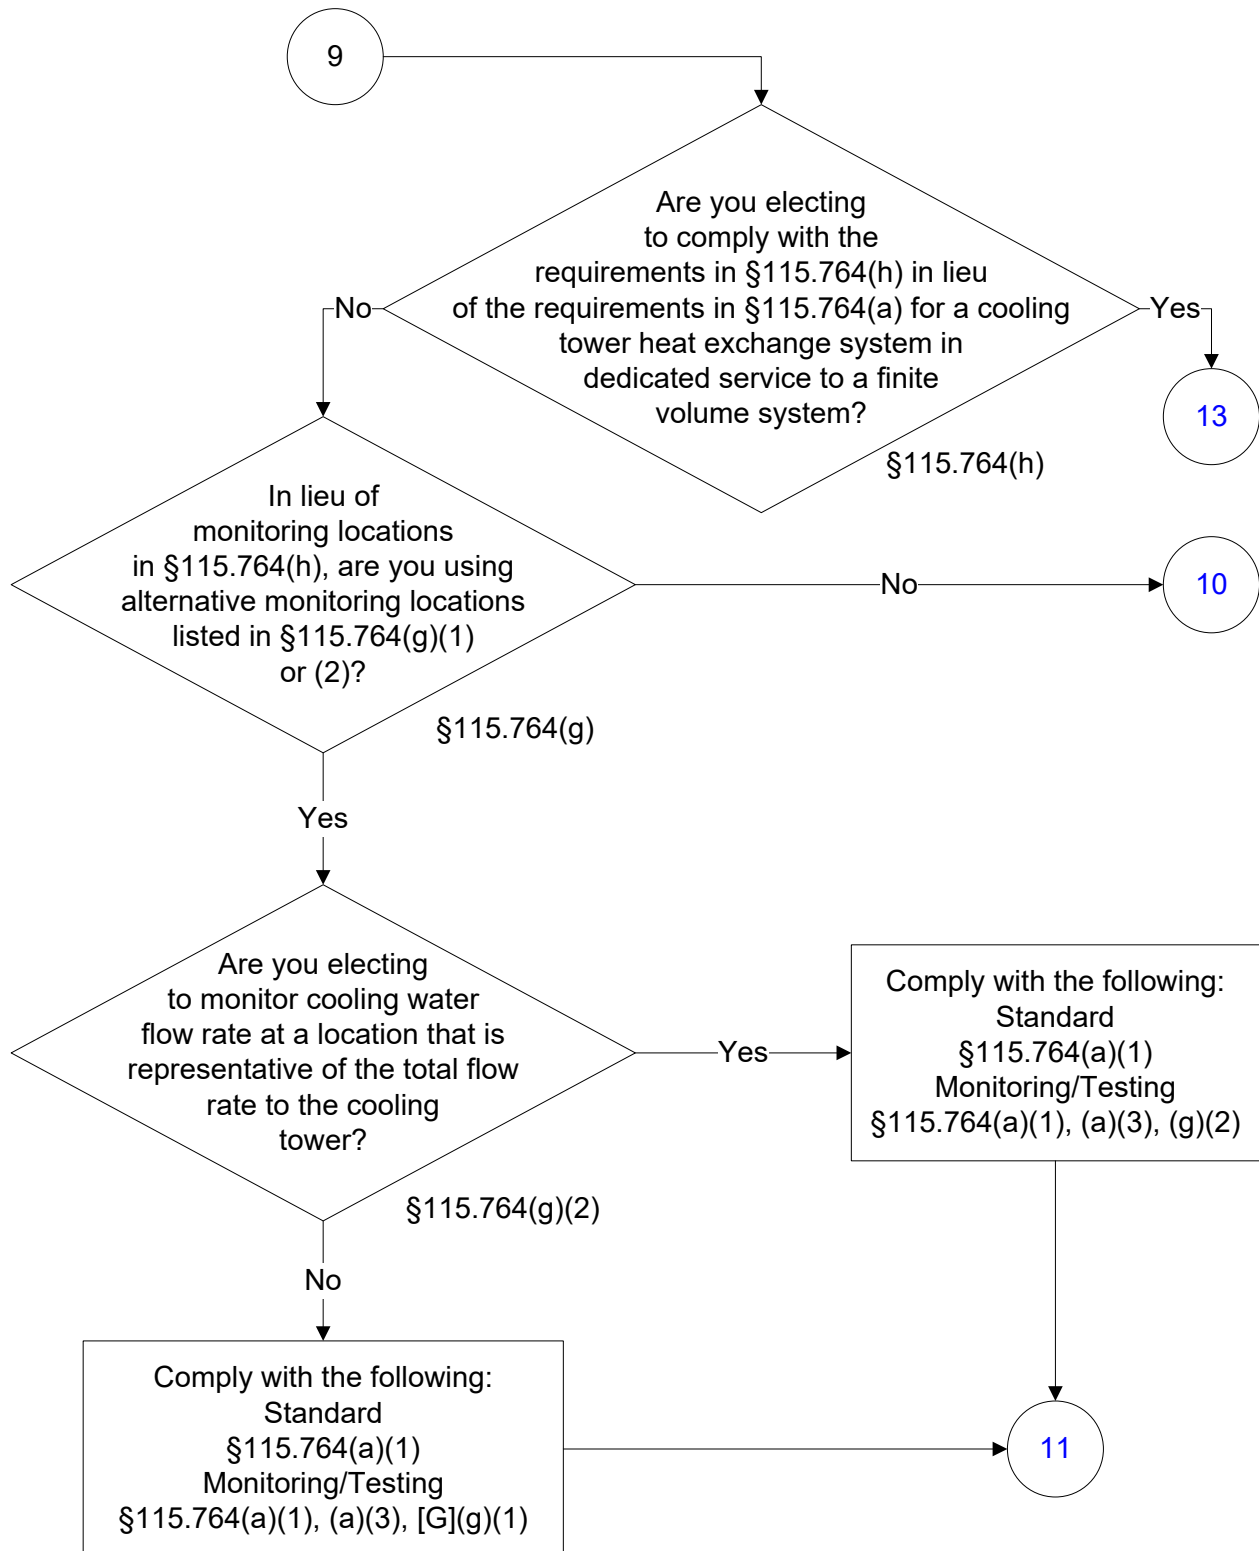 9
Are you electing
to comply with the
requirements in §115.764(h) in lieu
of the requirements in §115.764(a) for a cooling
tower heat exchange system in
dedicated service to a finite
volume system?
No
Yes
13
§115.764(h)
In lieu of
monitoring locations
in §115.764(h), are you using
alternative monitoring locations
listed in §115.764(g)(1)
or (2)?
No
10
§115.764(g)
Yes
Are you electing
to monitor cooling water
flow rate at a location that is
representative of the total flow
rate to the cooling
tower?
Yes
Comply with the following:
Standard
§115.764(a)(1)
Monitoring/Testing
§115.764(a)(1), (a)(3), (g)(2)
§115.764(g)(2)
No
Comply with the following:
Standard
§115.764(a)(1)
Monitoring/Testing
§115.764(a)(1), (a)(3), [G](g)(1)
11